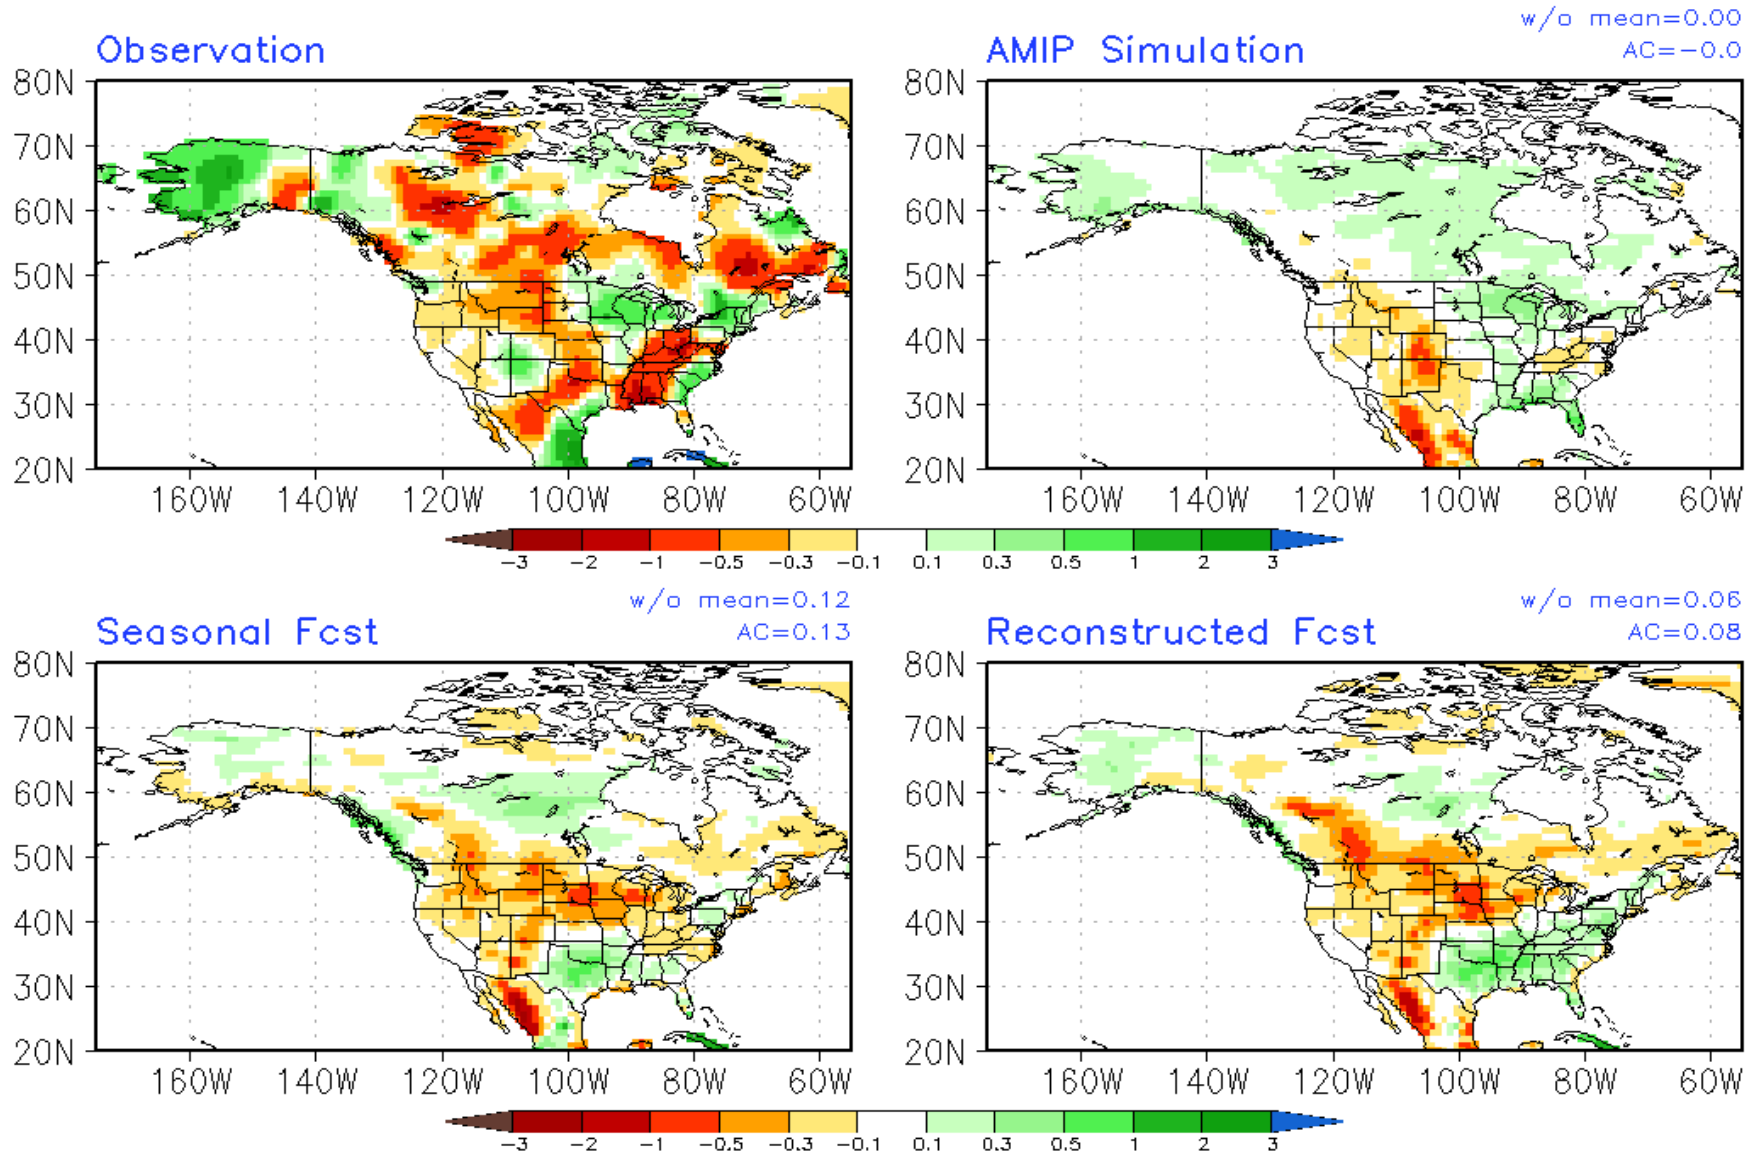 w/o mean=0.00
Observation AMIP Simulation AC=-0.0
80N 80N
70N 70N
60N 60N
50N 50N
40N 40N
30N 30N
20N 20N
160W 140W 120W 100W 80W 60W 160W 140W 120W 100W 80W 60W
-3 -2 -1 -0.5 -0.3 -0.1 0.1 0.3 0.5 1 2 3
w/o mean=0.12 w/o mean=0.06
Seasonal Fcst AC=0.13 Reconstructed Fcst AC=0.08
80N 80N
70N 70N
60N 60N
50N 50N
40N 40N
30N 30N
20N 20N
160W 140W 120W 100W 80W 60W 160W 140W 120W 100W 80W 60W
-3 -2 -1 -0.5 -0.3 -0.1 0.1 0.3 0.5 1 2 3